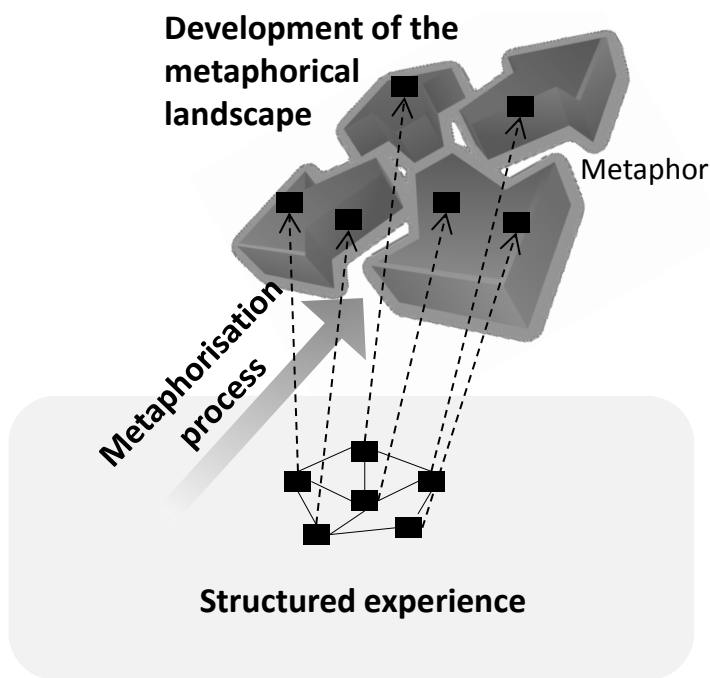 Development of the
metaphorical
landscape
Metaphor
Metaphorisation
process
Structured experience